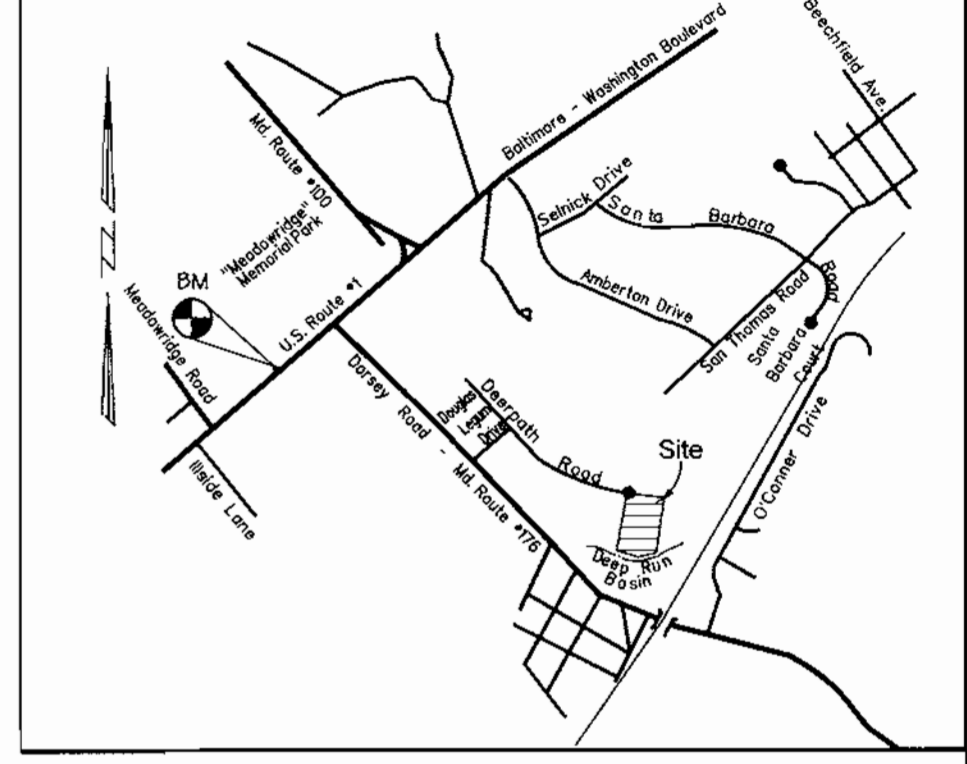 Beechfield Ave.
Baltimore - Washington Boulevard
Md. Route #100
"Meadowridge"
Memorial Park
Selnick Drive
Santa Barbara Road
BM
Meadowridge Road
U.S. Route #1
Amberton Drive
San Thomas Road
Santa
Barbara
Court
Dorsey Road - Md. Route #176
Douglas
Legum
Drive
Deerpath Road
Site
O'Conner Drive
Illside Lane
Deep Run
Basin